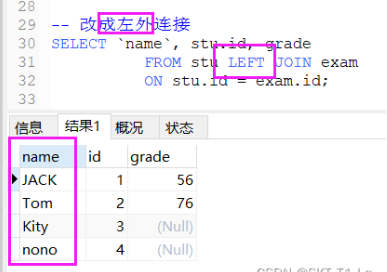 28
29 -- 改成左外连接
30 SELECT `name`, stu.id, grade
31 FROM stu LEFT JOIN exam
32 ON stu.id = exam.id;
33
信息 结果1 概况 状态
name id grade
JACK 1 56
Tom 2 76
Kity 3 (Null)
nono 4 (Null)